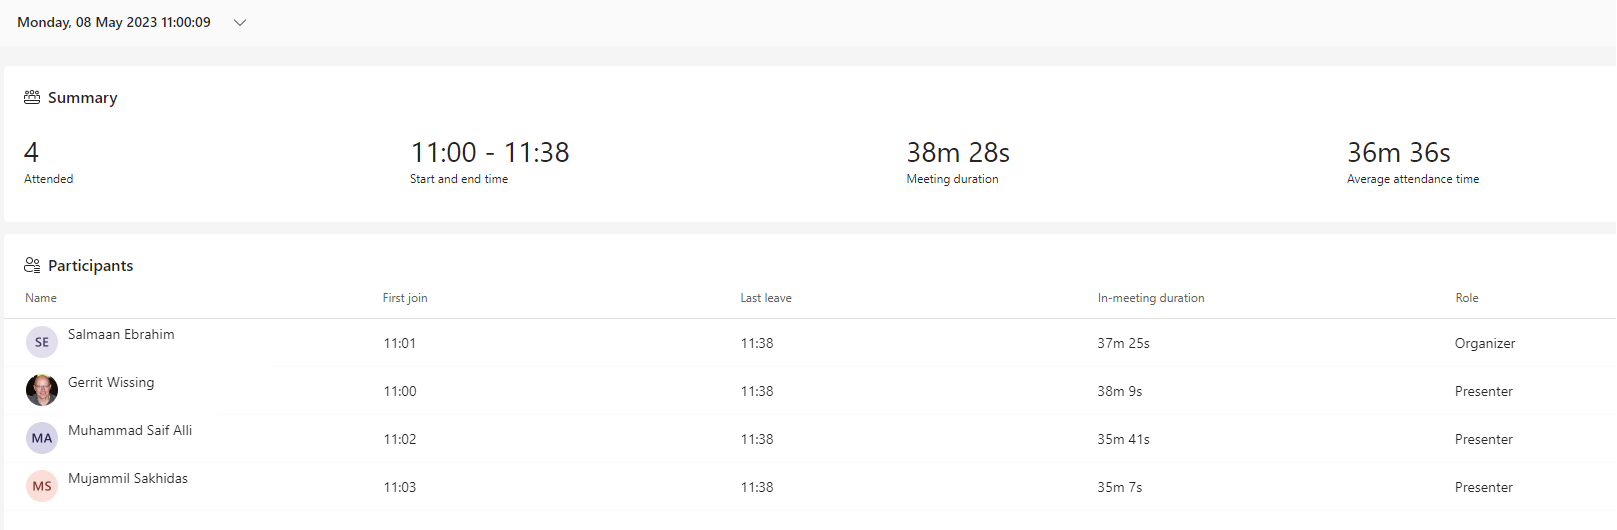 Monday, 08 May 2023 11:00:09
Summary
4 11:00 - 11:38 38m 28s 36m 36s
Attended Start and end time Meeting duration Average attendance time
Participants
Name First join Last leave In-meeting duration Role
SE Salmaan Ebrahim 11:01 11:38 37m 25s Organizer
Gerrit Wissing 11:00 11:38 38m 9s Presenter
MA Muhammad Saif Alli 11:02 11:38 35m 41s Presenter
MS Mujammil Sakhidas 11:03 11:38 35m 7s Presenter